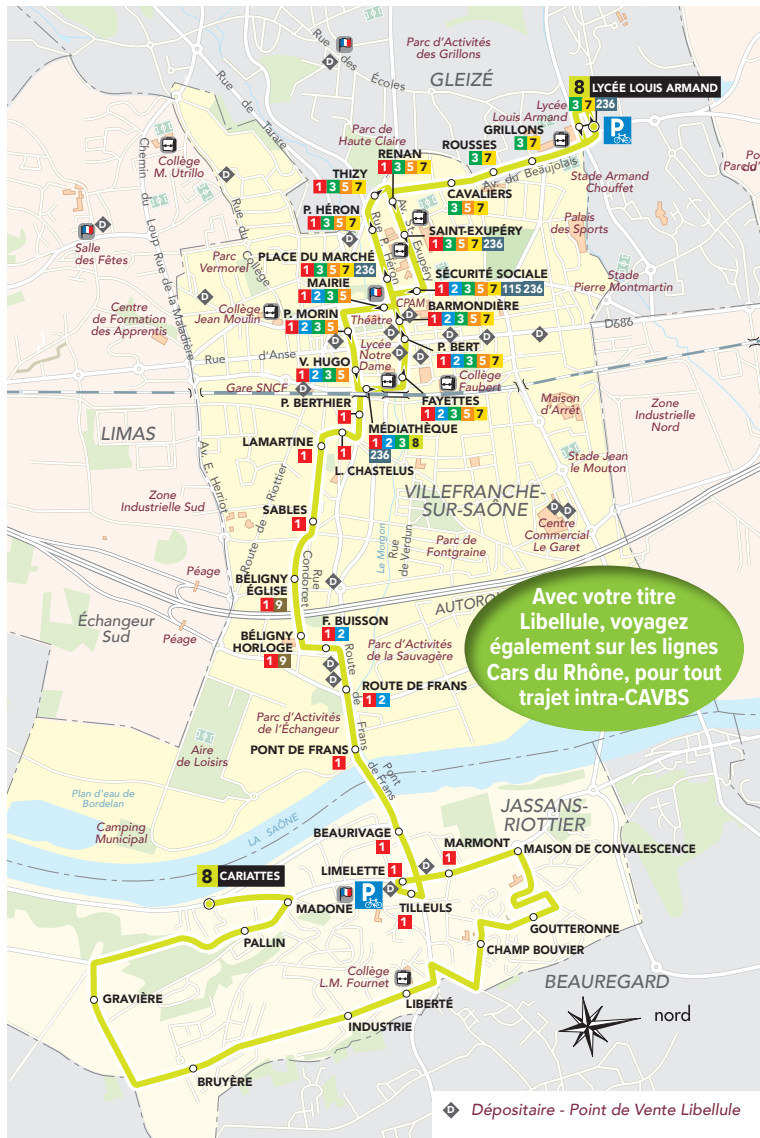 Parc d'Activités
des Grillons
Rue des Écoles
D
GLEIZÉ
8 LYCÉE LOUIS ARMAND
3 7 236
Lycée
Louis Armand
P
GRILLONS
3 7
ROUSSES
3 7
Rue de Tarare
Parc de
Haute Claire
RENAN
1 3 5 7
Av. du Beaujolais
Stade Armand
Chouffet
Collège
M. Utrillo
THIZY
1 3 5 7
CAVALIERS
3 5 7
Chemin du Loup
Rue du Collège
P. HÉRON
1 3 5 7
Rue P. Héron
Av. St-Exupéry
SAINT-EXUPÉRY
1 3 5 7 236
Palais
des Sports
Salle
des Fêtes
Parc
Vermorel
PLACE DU MARCHÉ
1 3 5 7 236
SÉCURITÉ SOCIALE
1 2 3 5 7 115 236
Stade
Pierre Montmartin
Rue de la Maladière
MAIRIE
1 2 3 5
CPAM
BARMONDIÈRE
1 2 3 5 7
Centre
de Formation
des Apprentis
Collège
Jean Moulin
P. MORIN
1 2 3 5
Théâtre
D686
Rue d'Anse
Lycée
Notre
Dame
P. BERT
1 2 3 5 7
V. HUGO
1 2 3 5
Collège
Faubert
Gare SNCF
FAYETTES
1 2 3 5 7
Maison
d'Arrêt
Zone
Industrielle
Nord
P. BERTHIER
1
MÉDIATHÈQUE
1 2 3 8
236
LIMAS
LAMARTINE
1
1
L. CHASTELUS
Av. E. Herriot
Route de Riottier
Stade Jean
le Mouton
Zone
Industrielle Sud
VILLEFRANCHE-
SUR-SAÔNE
SABLES
1
Le Morgon
Rue de Verdun
Parc de
Fontgraine
Centre
Commercial
Le Garet
Péage
BÉLIGNY
ÉGLISE
1 9
Rue Condorcet
AUTOROU
Échangeur
Sud
Péage
BÉLIGNY
HORLOGE
1 9
F. BUISSON
1 2
Parc d'Activités
de la Sauvagère
Avec votre titre
Libellule, voyagez
également sur les lignes
Cars du Rhône, pour tout
trajet intra-CAVBS
ROUTE DE FRANS
1 2
Route de Frans
Parc d'Activités
de l'Échangeur
Aire
de Loisirs
PONT DE FRANS
1
Pont de Frans
Plan d'eau de
Bordelan
Camping
Municipal
LA SAÔNE
JASSANS-
RIOTTIER
BEAURIVAGE
1
MARMONT
1
MAISON DE CONVALESCENCE
8 CARIATTES
LIMELETTE
1
P
MADONE
TILLEULS
1
PALLIN
GOUTTERONNE
CHAMP BOUVIER
Collège
L.M. Fournet
BEAUREGARD
GRAVIÈRE
LIBERTÉ
INDUSTRIE
nord
BRUYÈRE
D Dépositaire - Point de Vente Libellule